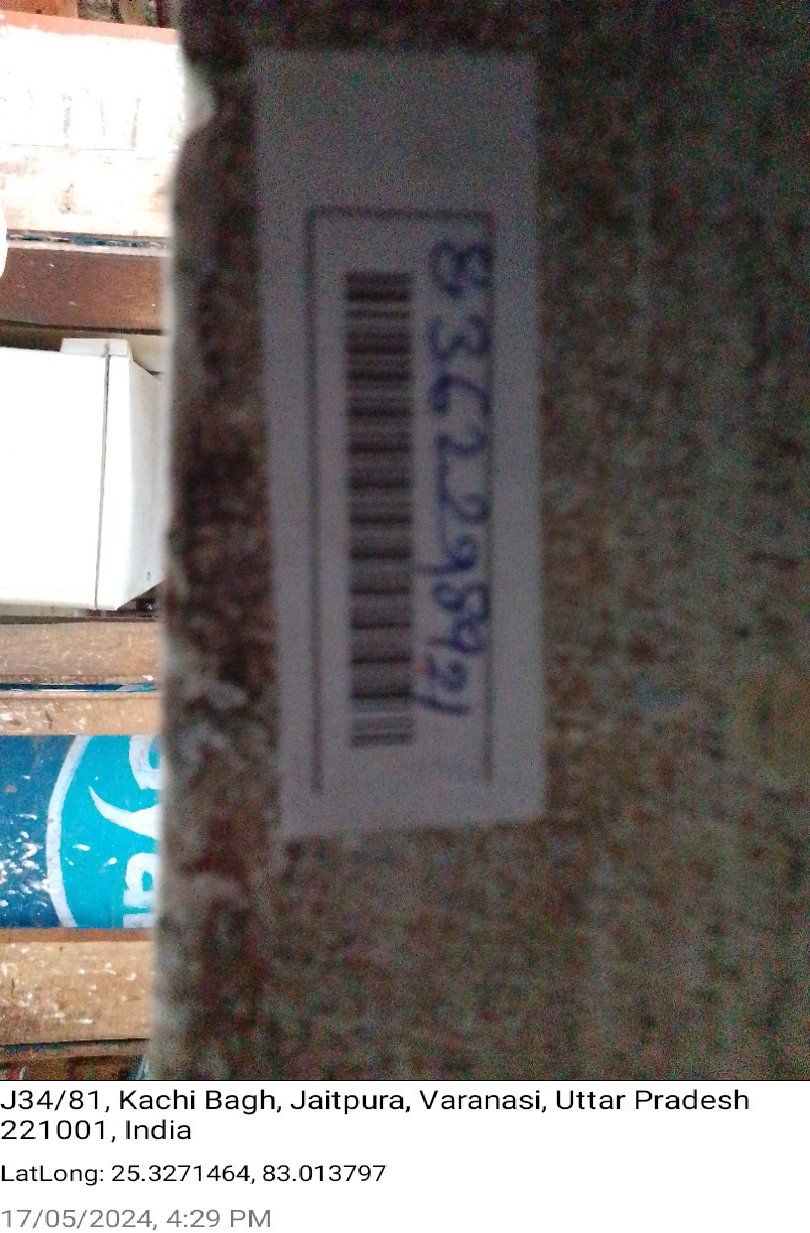 8362298921
J34/81, Kachi Bagh, Jaitpura, Varanasi, Uttar Pradesh
221001, India
LatLong: 25.3271464, 83.013797
17/05/2024, 4:29 PM